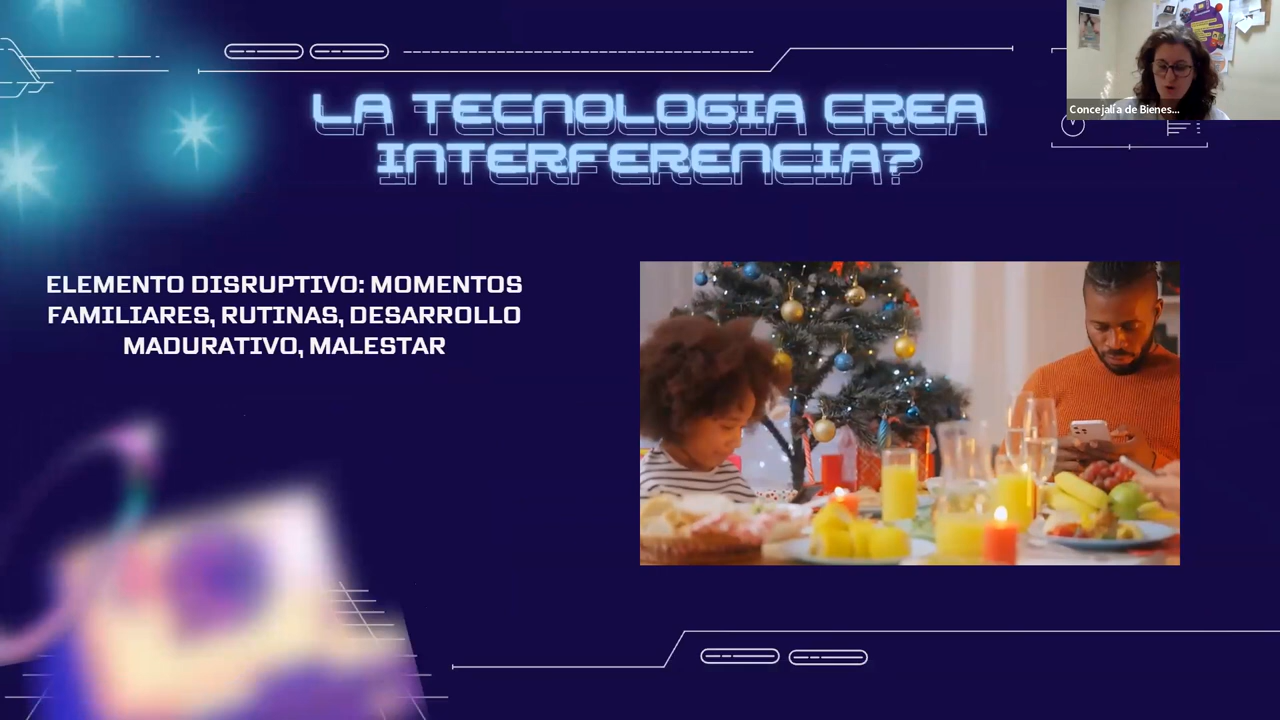 LA TECNOLOGIA CREA
INTERFERENCIA?
Concejalía de Bienes...
ELEMENTO DISRUPTIVO: MOMENTOS
FAMILIARES, RUTINAS, DESARROLLO
MADURATIVO, MALESTAR